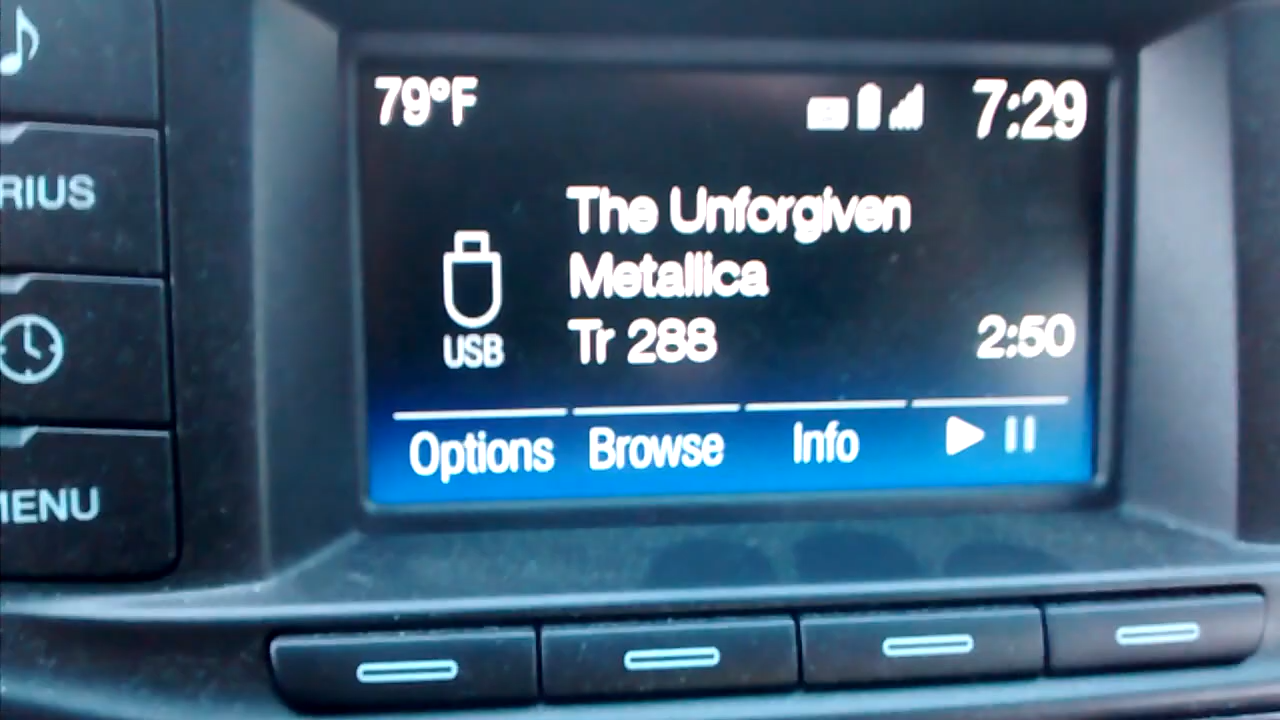 79°F 7:29
The Unforgiven
Metallica
Tr 288 2:50
USB
Options Browse Info
RIUS
MENU